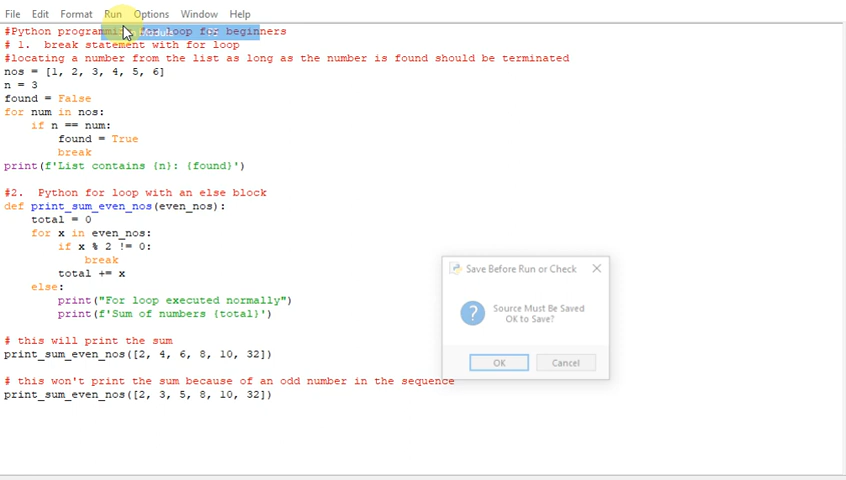 File Edit Format Run Options Window Help
#Python programming for loop for beginners
# 1.  break statement with for loop
#locating a number from the list as long as the number is found should be terminated
nos = [1, 2, 3, 4, 5, 6]
n = 3
found = False
for num in nos:
    if n == num:
        found = True
        break
print(f'List contains {n}: {found}')
#2.  Python for loop with an else block
def print_sum_even_nos(even_nos):
    total = 0
    for x in even_nos:
        if x % 2 != 0:
            break
        total += x
    else:
        print("For loop executed normally")
        print(f'Sum of numbers {total}')
# this will print the sum
print_sum_even_nos([2, 4, 6, 8, 10, 32])
# this won't print the sum because of an odd number in the sequence
print_sum_even_nos([2, 3, 5, 8, 10, 32])
Save Before Run or Check
Source Must Be Saved
OK to Save?
OK Cancel